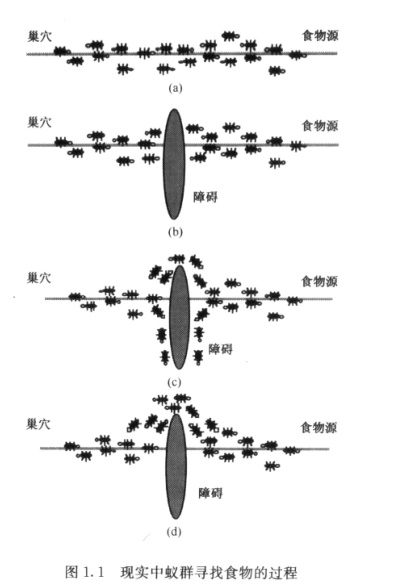 巢穴 食物源
(a)
巢穴 食物源
障碍
(b)
巢穴 食物源
障碍
(c)
巢穴 食物源
障碍
(d)
图 1.1 现实中蚁群寻找食物的过程